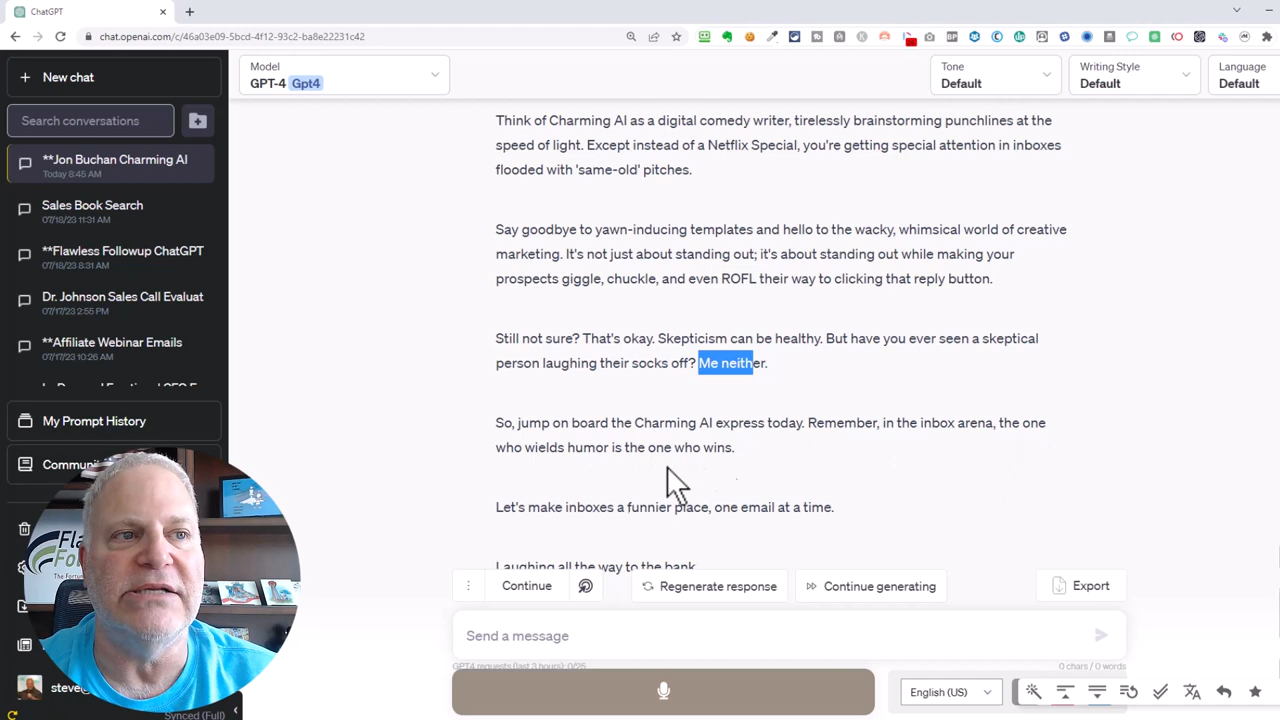 ChatGPT
chat.openai.com/c/46a03e09-5bcd-4f12-93c2-ba8e22231c42
New chat
Search conversations
**Jon Buchan Charming AI
Today 8:45 AM
Sales Book Search
07/18/23 11:31 AM
**Flawless Followup ChatGPT
07/18/23 8:31 AM
Dr. Johnson Sales Call Evaluat
07/17/23 2:55 PM
**Affiliate Webinar Emails
07/17/23 10:26 AM
My Prompt History
Commu
steve@
Synced (Full)
Model
GPT-4 Gpt4
Tone
Default
Writing Style
Default
Language
Default
Think of Charming AI as a digital comedy writer, tirelessly brainstorming punchlines at the
speed of light. Except instead of a Netflix Special, you're getting special attention in inboxes
flooded with 'same-old' pitches.
Say goodbye to yawn-inducing templates and hello to the wacky, whimsical world of creative
marketing. It's not just about standing out; it's about standing out while making your
prospects giggle, chuckle, and even ROFL their way to clicking that reply button.
Still not sure? That's okay. Skepticism can be healthy. But have you ever seen a skeptical
person laughing their socks off? Me neither.
So, jump on board the Charming AI express today. Remember, in the inbox arena, the one
who wields humor is the one who wins.
Let's make inboxes a funnier place, one email at a time.
Laughing all the way to the bank
Continue
Regenerate response
Continue generating
Export
Send a message
GPT4 requests (last 3 hours): 0/25
0 chars / 0 words
English (US)